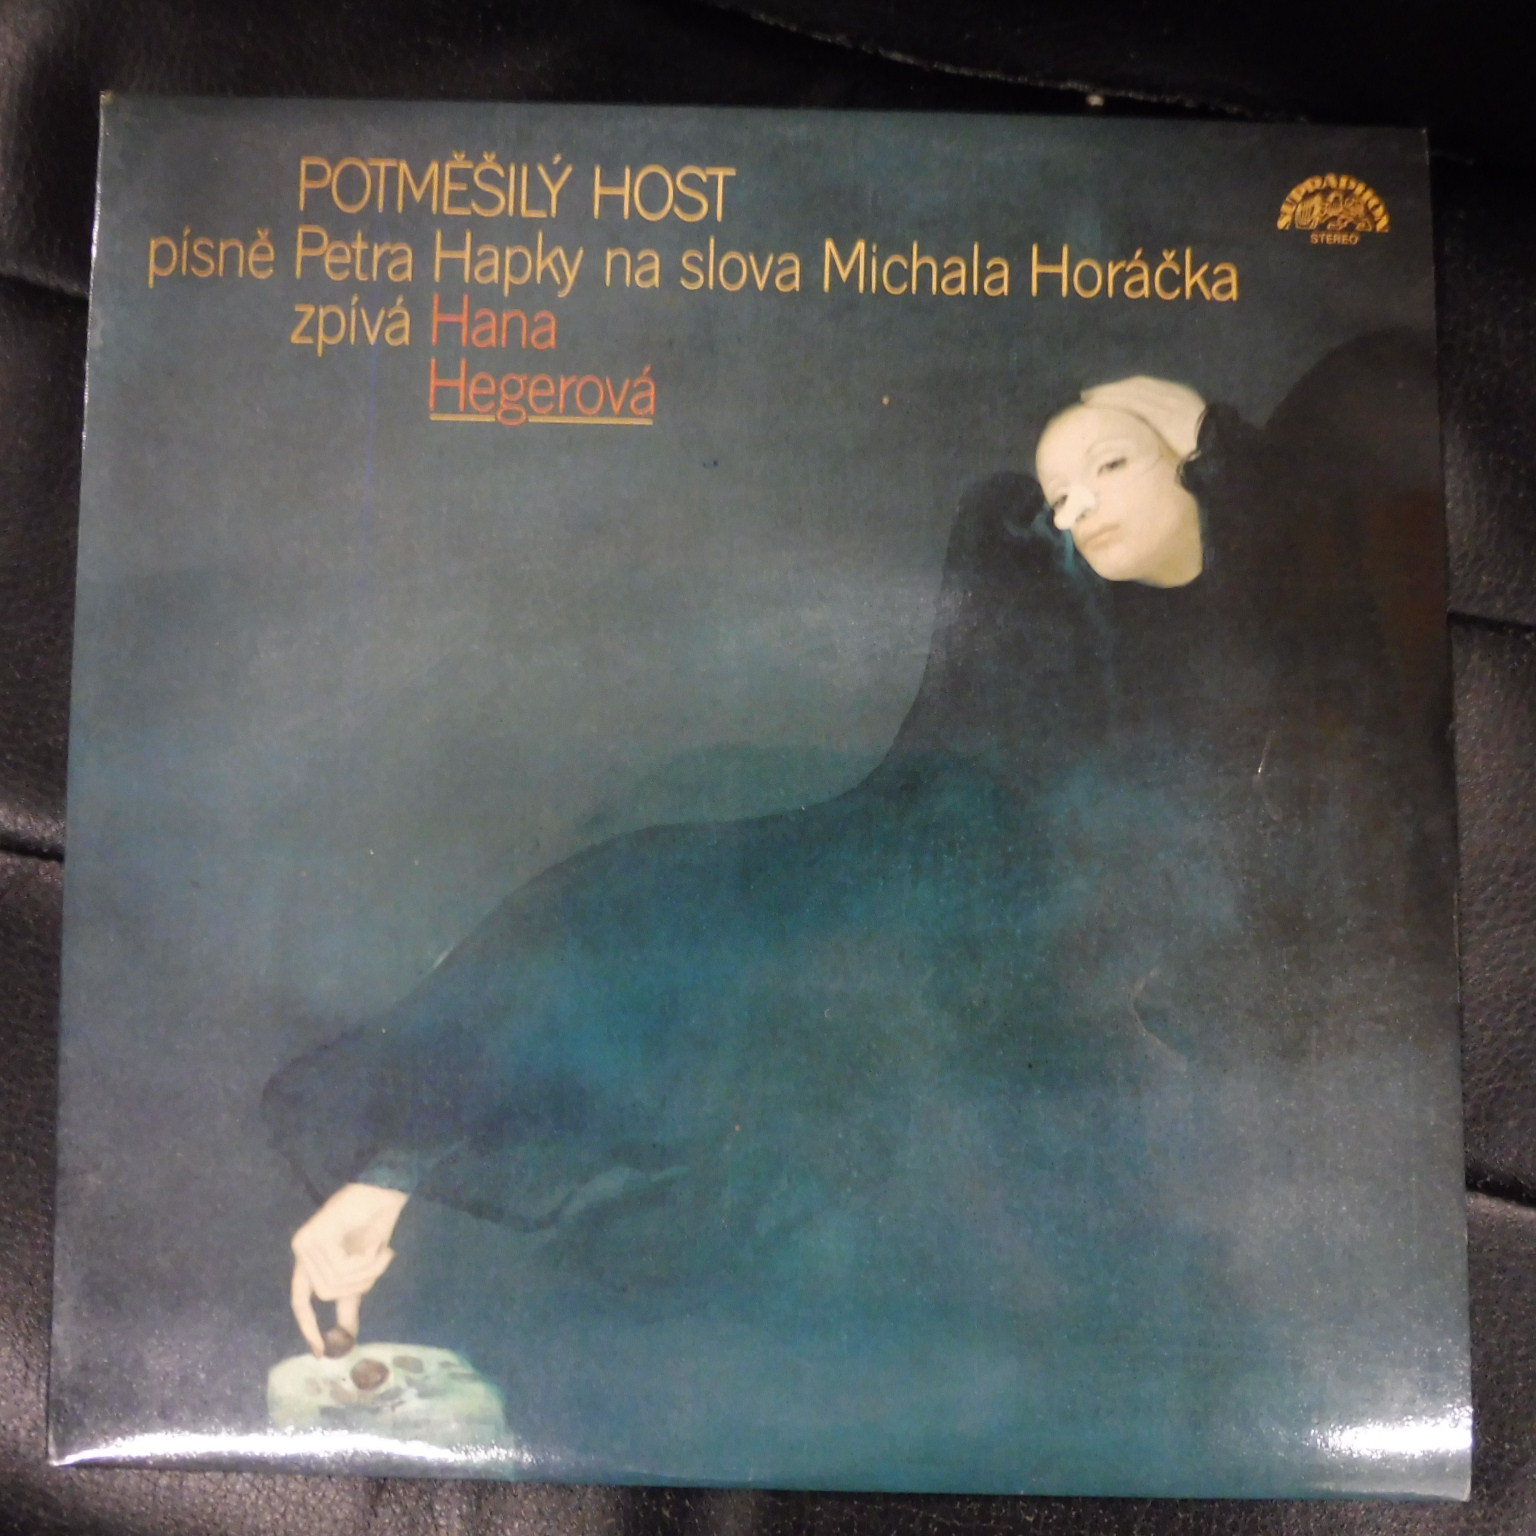 POTMĚŠILÝ HOST
písně Petra Hapky na slova Michala Horáčka
zpívá Hana
Hegerová
SUPRAPHON
STEREO